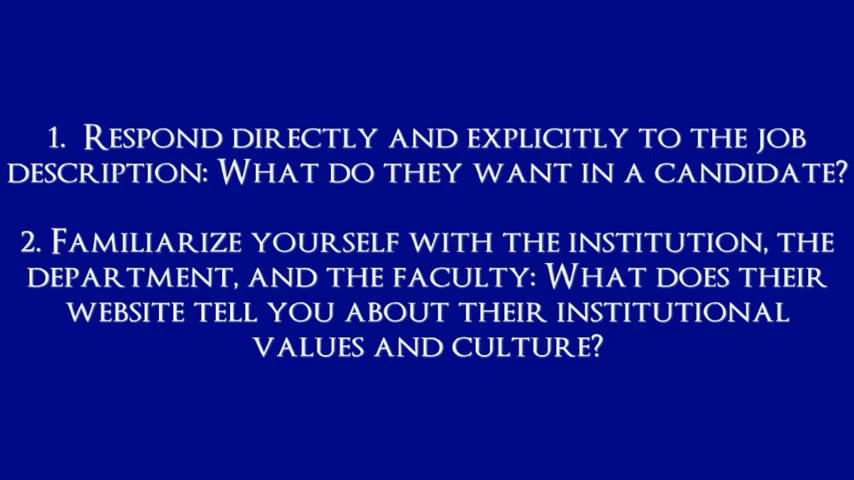 1. Respond directly and explicitly to the job
description: What do they want in a candidate?
2. Familiarize yourself with the institution, the
department, and the faculty: What does their
website tell you about their institutional
values and culture?